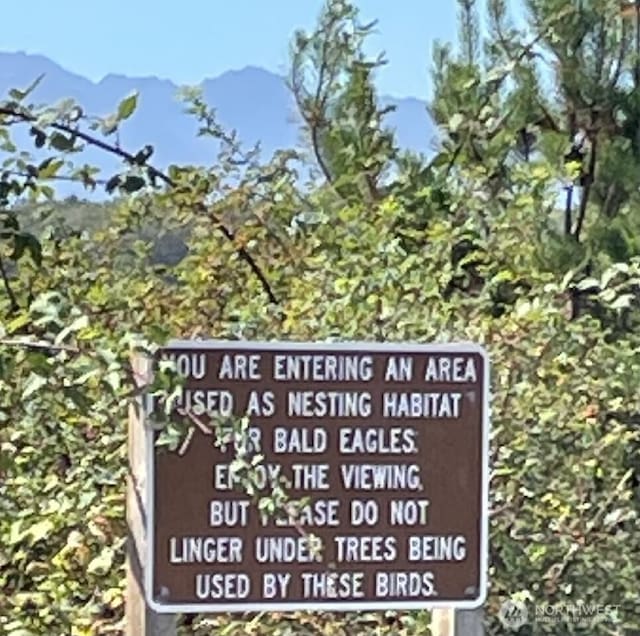 YOU ARE ENTERING AN AREA
USED AS NESTING HABITAT
FOR BALD EAGLES.
ENJOY THE VIEWING,
BUT PLEASE DO NOT
LINGER UNDER TREES BEING
USED BY THESE BIRDS.
NORTHWEST